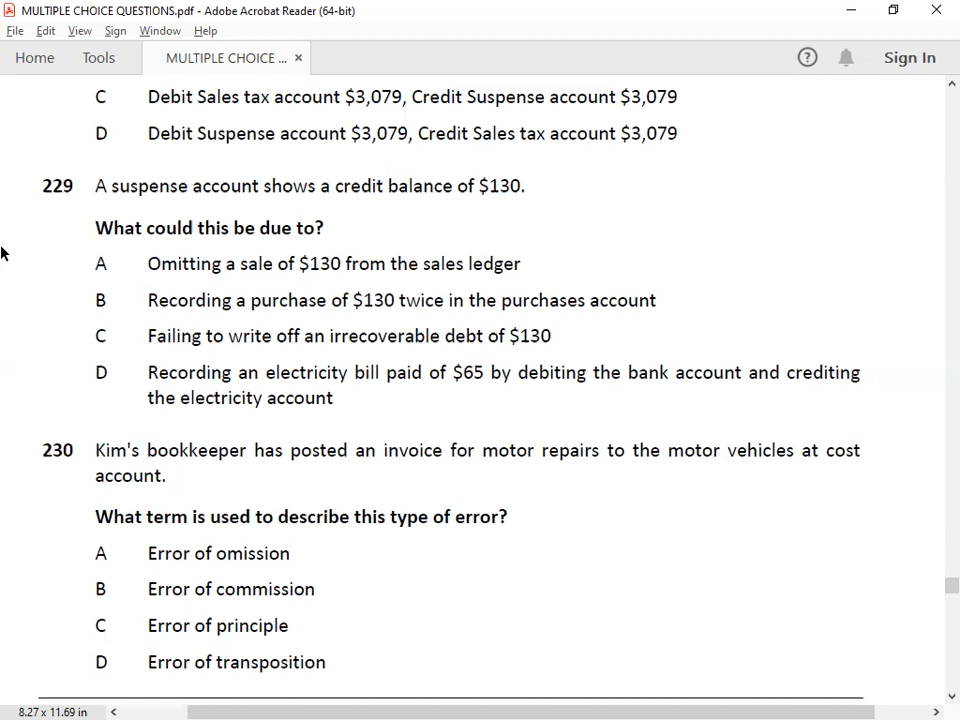 MULTIPLE CHOICE QUESTIONS.pdf - Adobe Acrobat Reader (64-bit)
File Edit View Sign Window Help
Home Tools MULTIPLE CHOICE ... × Sign In
C Debit Sales tax account $3,079, Credit Suspense account $3,079
D Debit Suspense account $3,079, Credit Sales tax account $3,079
229 A suspense account shows a credit balance of $130.
What could this be due to?
A Omitting a sale of $130 from the sales ledger
B Recording a purchase of $130 twice in the purchases account
C Failing to write off an irrecoverable debt of $130
D Recording an electricity bill paid of $65 by debiting the bank account and crediting
the electricity account
230 Kim's bookkeeper has posted an invoice for motor repairs to the motor vehicles at cost
account.
What term is used to describe this type of error?
A Error of omission
B Error of commission
C Error of principle
D Error of transposition
8.27 x 11.69 in